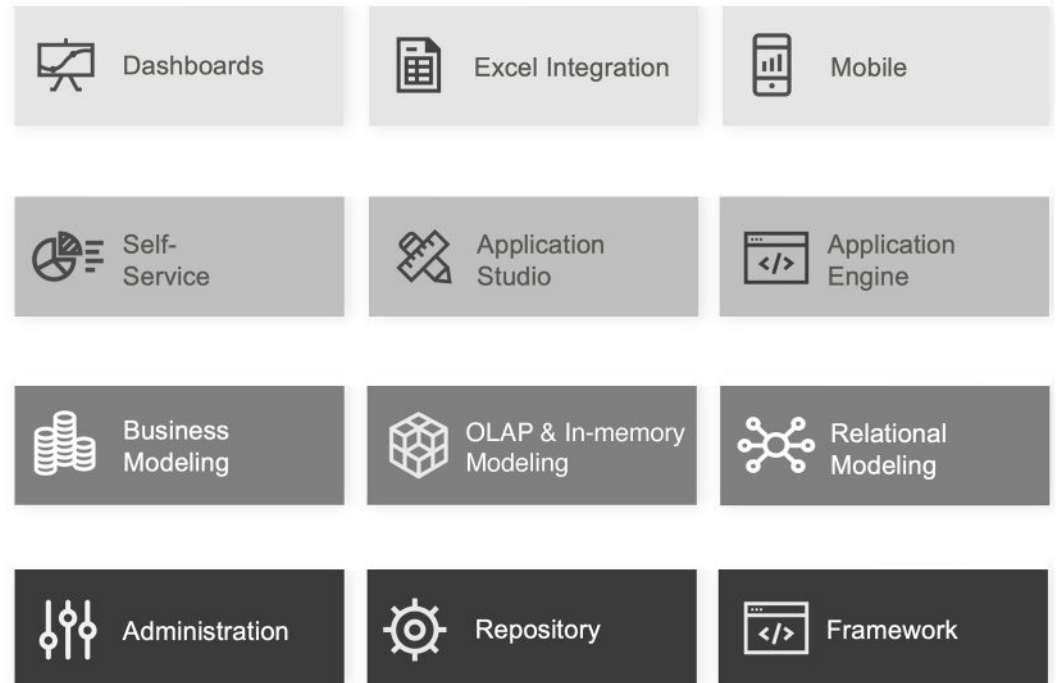 Dashboards
Excel Integration
Mobile
Self-
Service
Application
Studio
Application
Engine
Business
Modeling
OLAP & In-memory
Modeling
Relational
Modeling
Administration
Repository
Framework